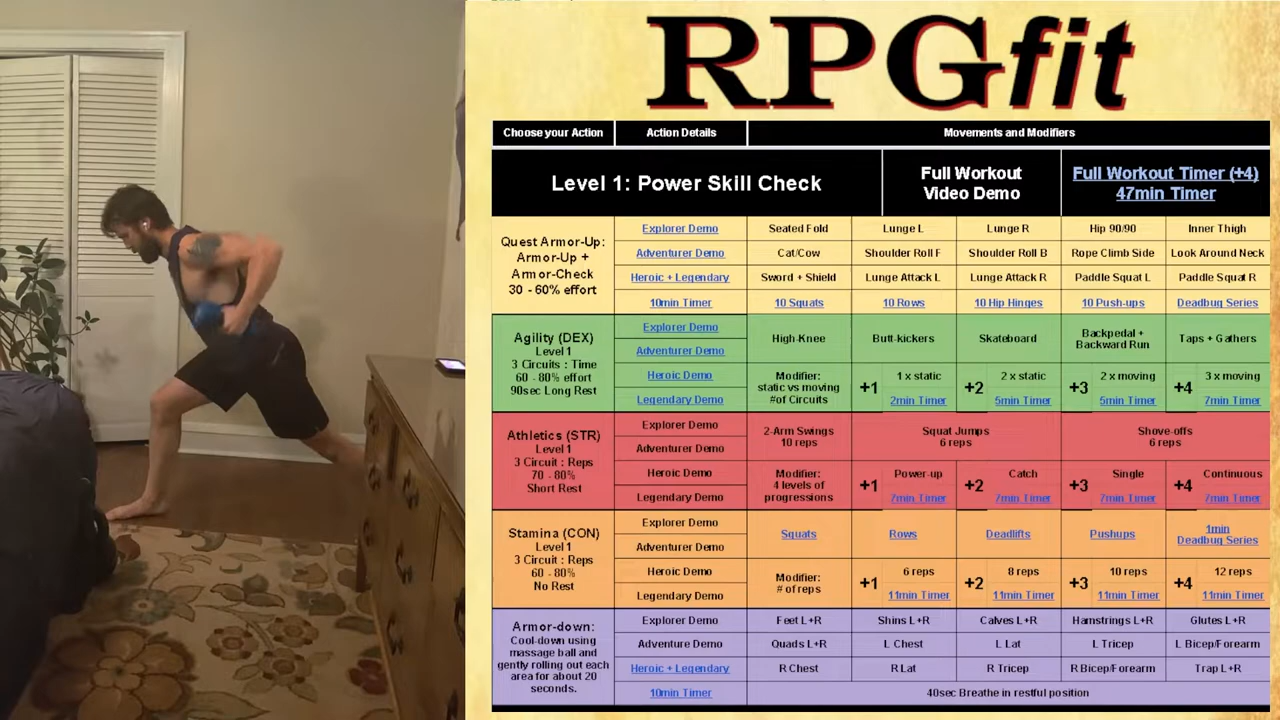 RPGfit
Choose your Action
Action Details
Movements and Modifiers
Level 1: Power Skill Check
Full Workout
Video Demo
Full Workout Timer (+4)
47min Timer
Quest Armor-Up:
Armor-Up +
Armor-Check
30 - 60% effort
Explorer Demo
Seated Fold
Lunge L
Lunge R
Hip 90/90
Inner Thigh
Adventurer Demo
Cat/Cow
Shoulder Roll F
Shoulder Roll B
Rope Climb Side
Look Around Neck
Heroic + Legendary
Sword + Shield
Lunge Attack L
Lunge Attack R
Paddle Squat L
Paddle Squat R
10min Timer
10 Squats
10 Rows
10 Hip Hinges
10 Push-ups
Deadbug Series
Agility (DEX)
Level 1
3 Circuits : Time
60 - 80% effort
90sec Long Rest
Explorer Demo
Adventurer Demo
High-Knee
Butt-kickers
Skateboard
Backpedal +
Backward Run
Taps + Gathers
Heroic Demo
Legendary Demo
Modifier:
static vs moving
#of Circuits
+1
1 x static
2min Timer
+2
2 x static
5min Timer
+3
2 x moving
5min Timer
+4
3 x moving
7min Timer
Athletics (STR)
Level 1
3 Circuit : Reps
70 - 80%
Short Rest
Explorer Demo
Adventurer Demo
2-Arm Swings
10 reps
Squat Jumps
6 reps
Shove-offs
6 reps
Heroic Demo
Legendary Demo
Modifier:
4 levels of
progressions
+1
Power-up
7min Timer
+2
Catch
7min Timer
+3
Single
7min Timer
+4
Continuous
7min Timer
Stamina (CON)
Level 1
3 Circuit : Reps
60 - 80%
No Rest
Explorer Demo
Adventurer Demo
Squats
Rows
Deadlifts
Pushups
1min
Deadbug Series
Heroic Demo
Legendary Demo
Modifier:
# of reps
+1
6 reps
11min Timer
+2
8 reps
11min Timer
+3
10 reps
11min Timer
+4
12 reps
11min Timer
Armor-down:
Cool-down using
massage ball and
gently rolling out each
area for about 20
seconds.
Explorer Demo
Feet L+R
Shins L+R
Calves L+R
Hamstrings L+R
Glutes L+R
Adventure Demo
Quads L+R
L Chest
L Lat
L Tricep
L Bicep/Forearm
Heroic + Legendary
R Chest
R Lat
R Tricep
R Bicep/Forearm
Trap L+R
10min Timer
40sec Breathe in restful position